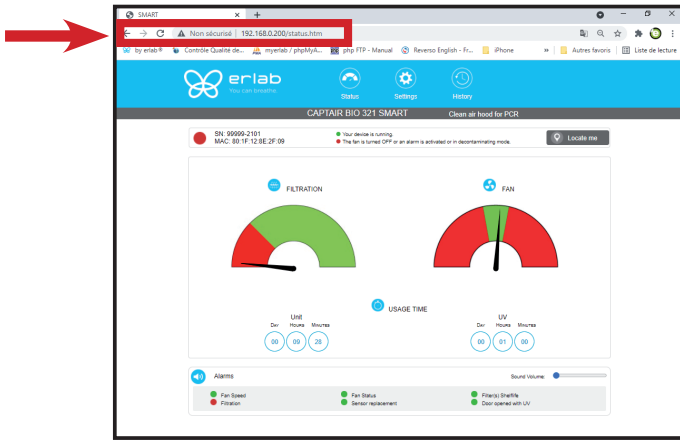 SMART
Non sécurisé | 192.168.0.200/status.htm
by erlab® Contrôle Qualité de... myerlab / phpMyA... php FTP - Manual Reverso English - Fr... iPhone » Autres favoris Liste de lecture
erlab
You can breathe.
Status Settings History
CAPTAIR BIO 321 SMART Clean air hood for PCR
SN: 99999-2101
MAC: 80:1F:12:8E:2F:09
Your device is running.
The fan is turned OFF or an alarm is activated or in decontaminating mode.
Locate me
FILTRATION FAN
USAGE TIME
Unit UV
Day Hours Minutes Day Hours Minutes
00 09 28 00 01 00
Alarms Sound Volume:
Fan Speed Fan Status Filter(s) Shelflife
Filtration Sensor replacement Door opened with UV